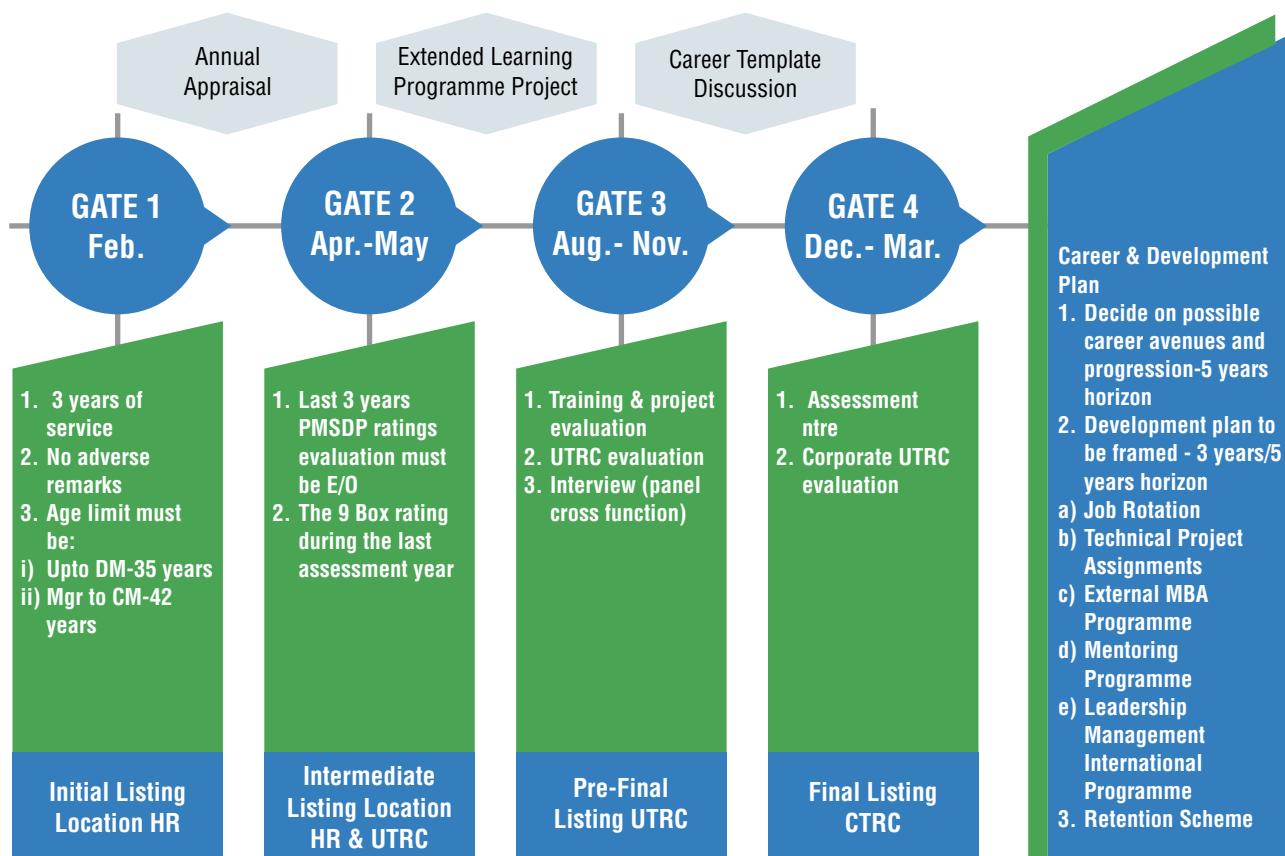 Annual
Appraisal
Extended Learning
Programme Project
Career Template
Discussion
GATE 1
Feb.
GATE 2
Apr.-May
GATE 3
Aug.- Nov.
GATE 4
Dec.- Mar.
1. 3 years of
service
2. No adverse
remarks
3. Age limit must
be:
i) Upto DM-35 years
ii) Mgr to CM-42
years
Initial Listing
Location HR
1. Last 3 years
PMSDP ratings
evaluation must
be E/O
2. The 9 Box rating
during the last
assessment year
Intermediate
Listing Location
HR & UTRC
1. Training & project
evaluation
2. UTRC evaluation
3. Interview (panel
cross function)
Pre-Final
Listing UTRC
1. Assessment
ntre
2. Corporate UTRC
evaluation
Final Listing
CTRC
Career & Development
Plan
1. Decide on possible
career avenues and
progression-5 years
horizon
2. Development plan to
be framed - 3 years/5
years horizon
a) Job Rotation
b) Technical Project
Assignments
c) External MBA
Programme
d) Mentoring
Programme
e) Leadership
Management
International
Programme
3. Retention Scheme